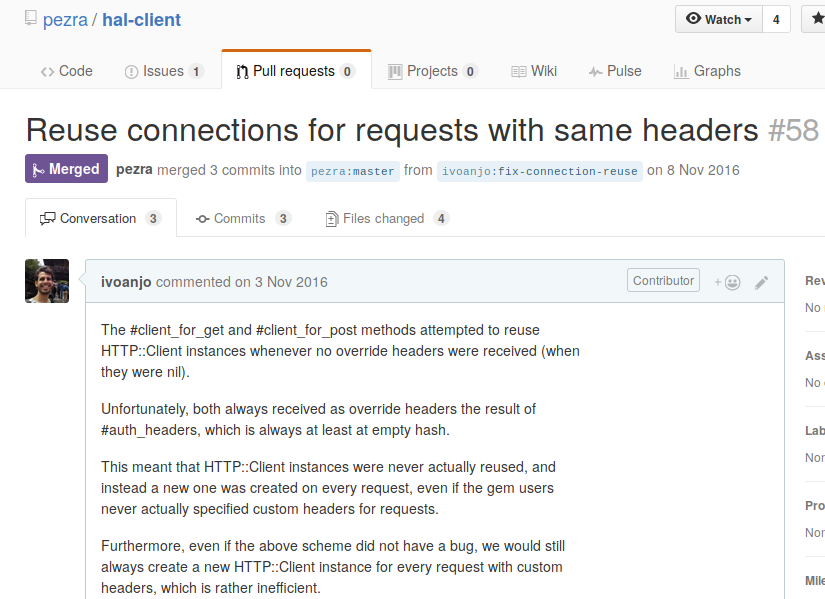 pezra / hal-client
Watch 4
Code Issues 1 Pull requests 0 Projects 0 Wiki Pulse Graphs
Reuse connections for requests with same headers #58
Merged pezra merged 3 commits into pezra:master from ivoanjo:fix-connection-reuse on 8 Nov 2016
Conversation 3 Commits 3 Files changed 4
ivoanjo commented on 3 Nov 2016 Contributor
The #client_for_get and #client_for_post methods attempted to reuse
HTTP::Client instances whenever no override headers were received (when
they were nil).
Unfortunately, both always received as override headers the result of
#auth_headers, which is always at least at empty hash.
This meant that HTTP::Client instances were never actually reused, and
instead a new one was created on every request, even if the gem users
never actually specified custom headers for requests.
Furthermore, even if the above scheme did not have a bug, we would still
always create a new HTTP::Client instance for every request with custom
headers, which is rather inefficient.
Rev
No
Ass
No
Lab
Non
Pro
Non
Mile